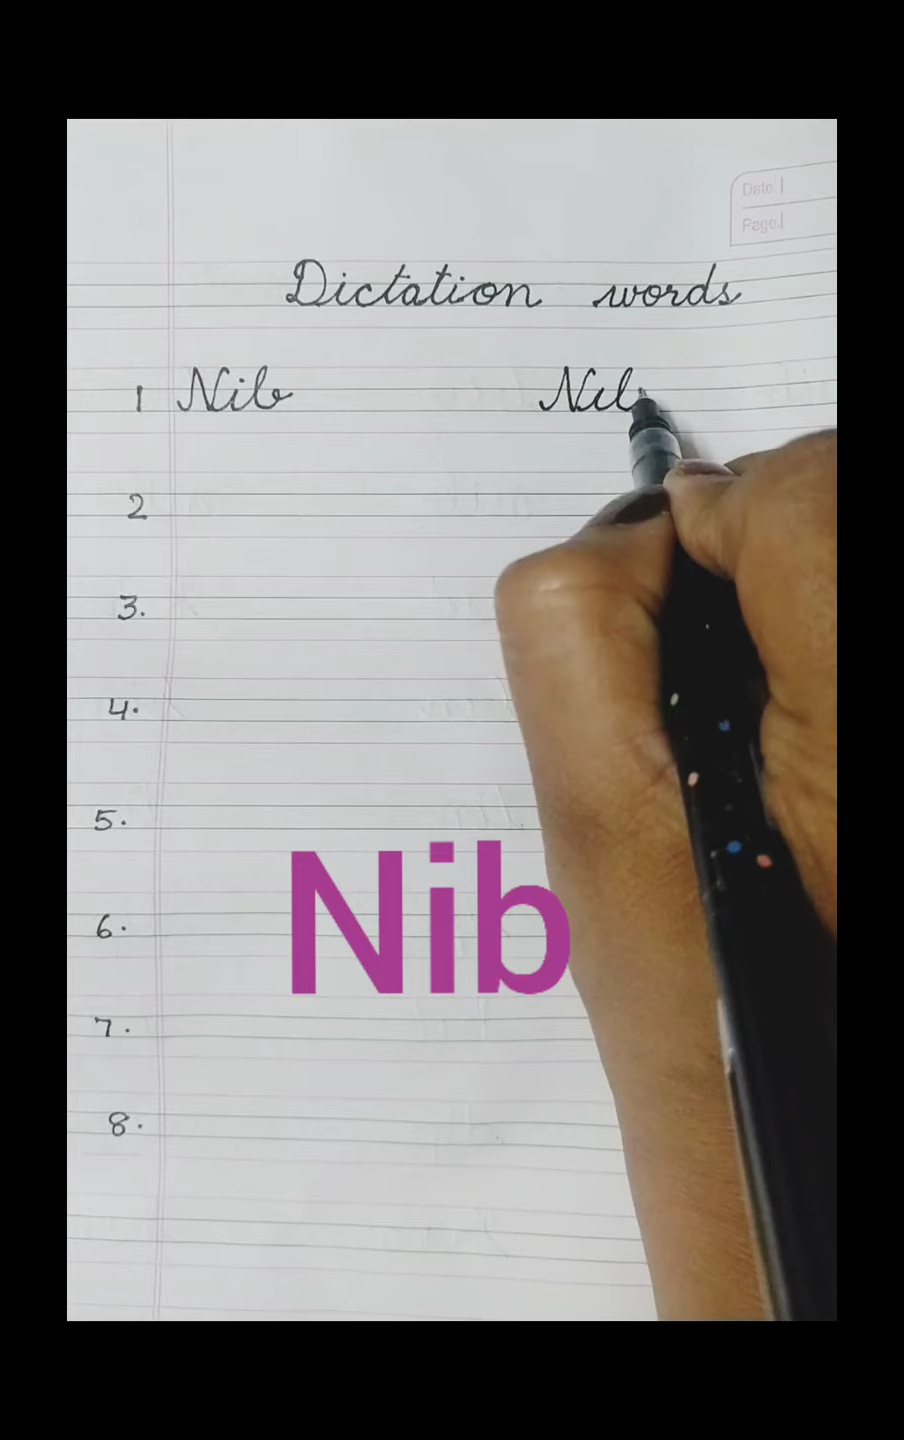 Date
Page
Dictation words
1 Nib Nib
2
3.
4.
5.
Nib
6.
7.
8.